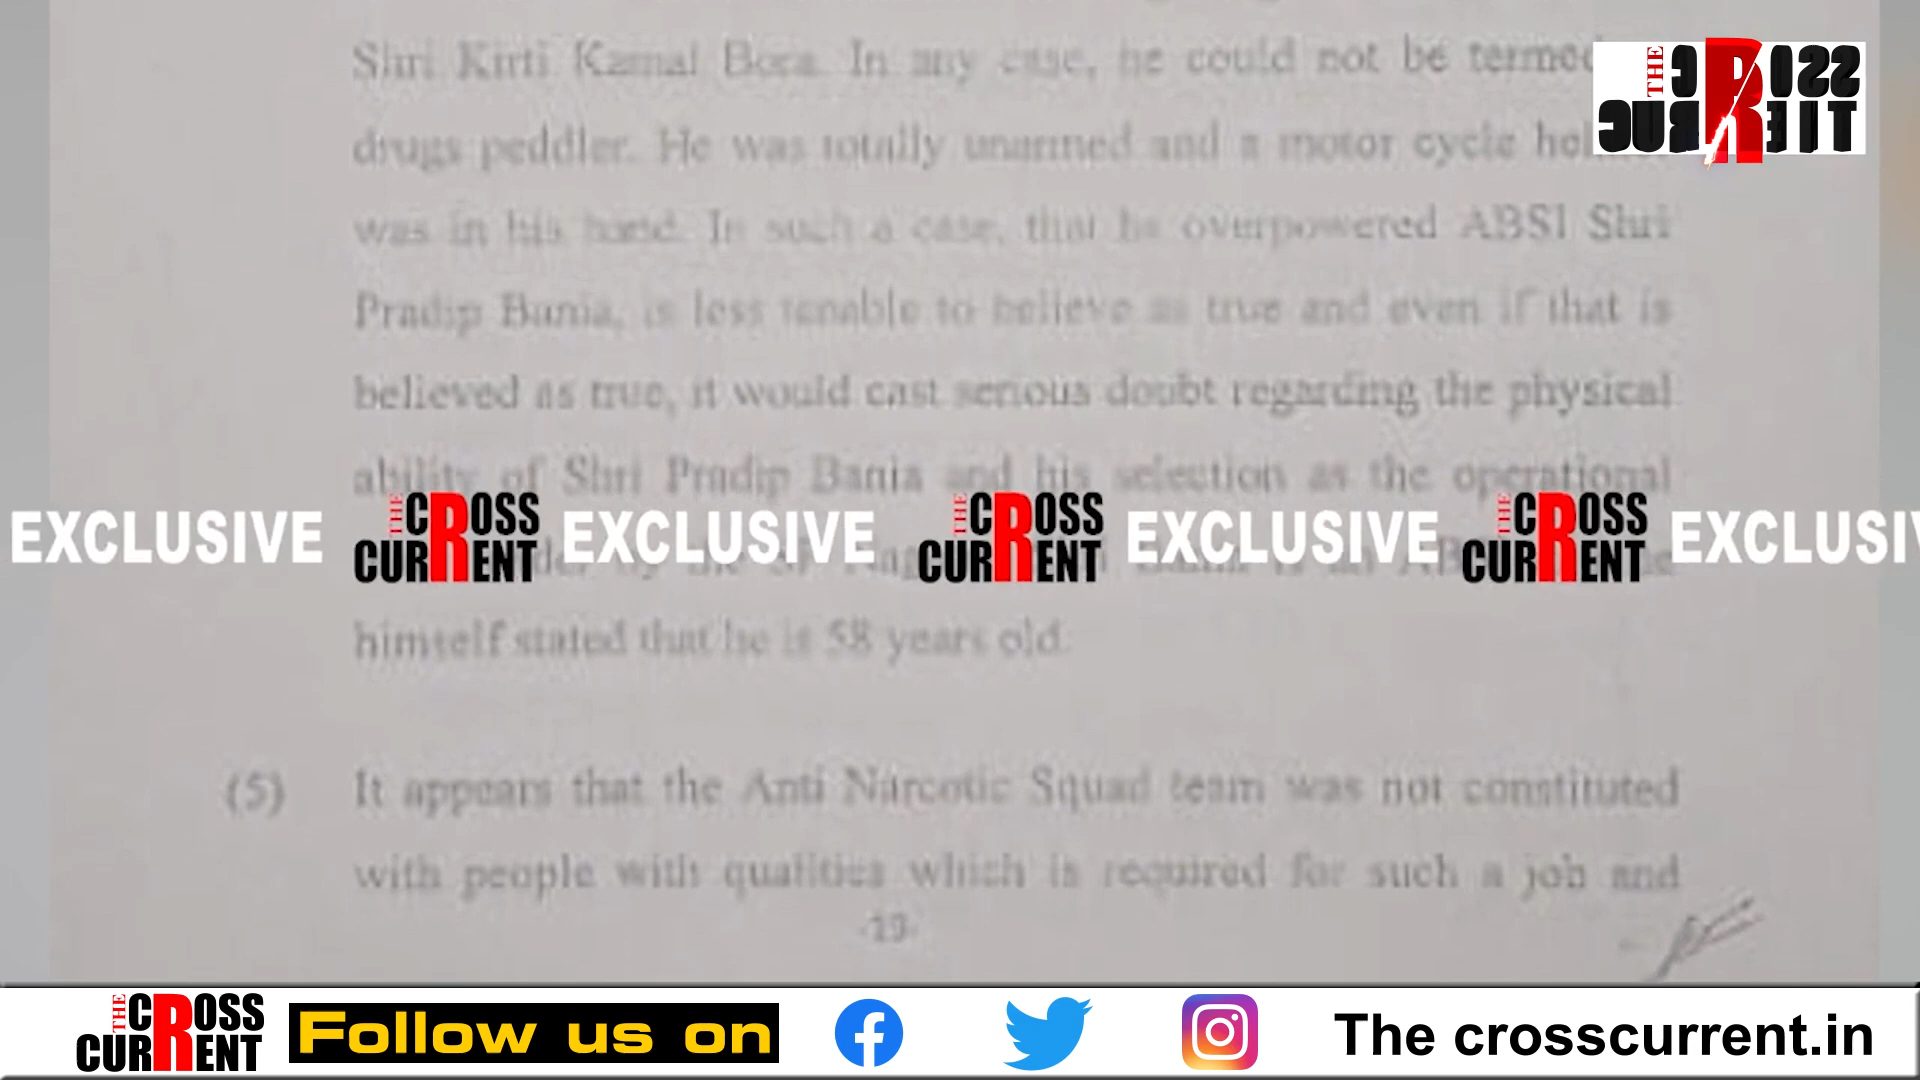 Shri Kirti Kamal Bora. In any case, he could not be termed
drugs peddler. He was totally unarmed and a motor cycle
was in his hand. In such a case, that he overpowered ABSI Shri
Pradip Bania, is less tenable to believe as true and even if that is
believed as true, it would cast serious doubt regarding the physical
ability of Shri Pradip Bania and his selection as the operational
EXCLUSIVE THE CROSS CURRENT EXCLUSIVE THE CROSS CURRENT EXCLUSIVE THE CROSS CURRENT EXCLUSIV
himself stated that he is 58 years old.
(5) It appears that the Anti Narcotic Squad team was not constituted
with people with qualities which is required for such a job and
-19-
THE CROSS CURRENT Follow us on The crosscurrent.in